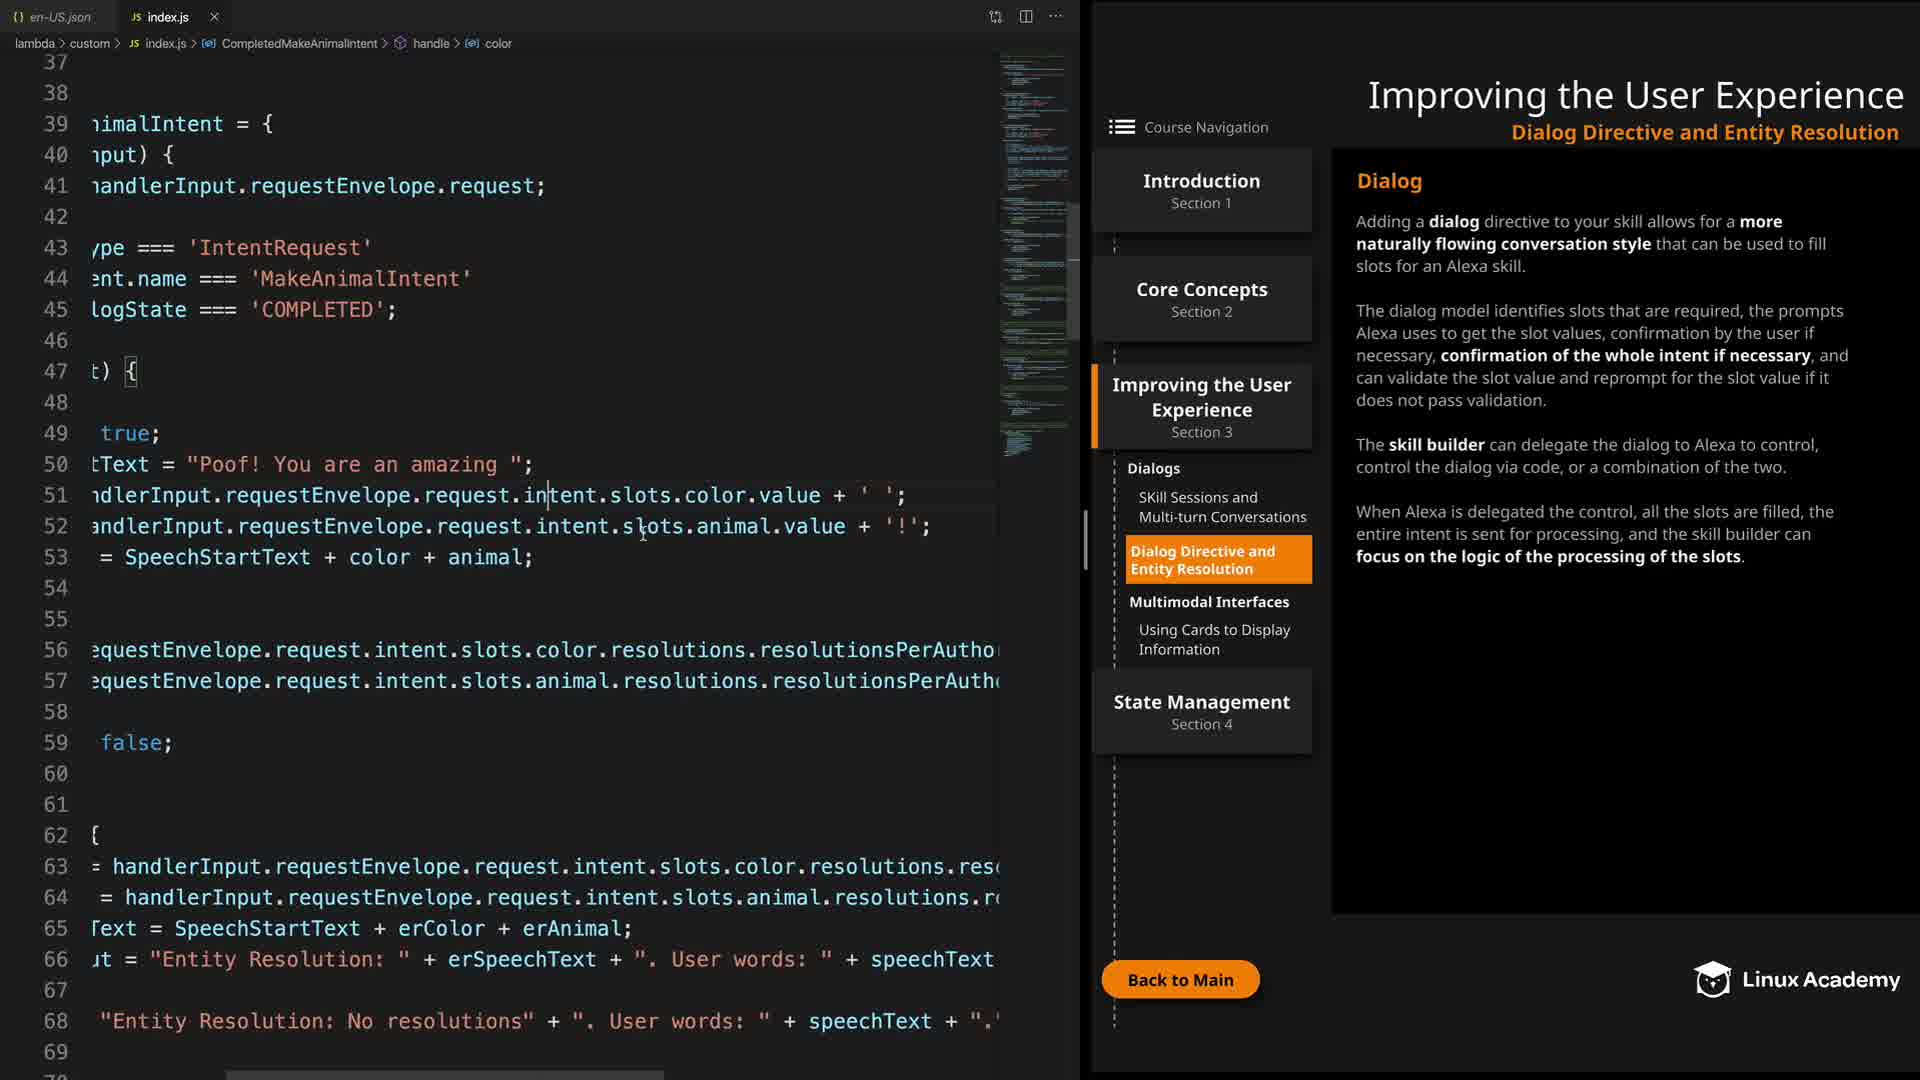 { } en-US.json
JS index.js
lambda > custom > JS index.js > CompletedMakeAnimalIntent > handle > color
37
38
39 nimalIntent = {
40 nput) {
41 handlerInput.requestEnvelope.request;
42
43 ype === 'IntentRequest'
44 ent.name === 'MakeAnimalIntent'
45 logState === 'COMPLETED';
46
47 t) {
48
49 true;
50 tText = "Poof! You are an amazing ";
51 ndlerInput.requestEnvelope.request.intent.slots.color.value + ' ';
52 andlerInput.requestEnvelope.request.intent.slots.animal.value + '!';
53 = SpeechStartText + color + animal;
54
55
56 equestEnvelope.request.intent.slots.color.resolutions.resolutionsPerAutho
57 equestEnvelope.request.intent.slots.animal.resolutions.resolutionsPerAuth
58
59 false;
60
61
62 {
63 = handlerInput.requestEnvelope.request.intent.slots.color.resolutions.res
64 = handlerInput.requestEnvelope.request.intent.slots.animal.resolutions.r
65 Text = SpeechStartText + erColor + erAnimal;
66 ut = "Entity Resolution: " + erSpeechText + ". User words: " + speechText
67
68 "Entity Resolution: No resolutions" + ". User words: " + speechText + "."
69
Improving the User Experience
Dialog Directive and Entity Resolution
Course Navigation
Introduction
Section 1
Core Concepts
Section 2
Improving the User
Experience
Section 3
Dialogs
SKill Sessions and
Multi-turn Conversations
Dialog Directive and
Entity Resolution
Multimodal Interfaces
Using Cards to Display
Information
State Management
Section 4
Back to Main
Dialog
Adding a dialog directive to your skill allows for a more
naturally flowing conversation style that can be used to fill
slots for an Alexa skill.
The dialog model identifies slots that are required, the prompts
Alexa uses to get the slot values, confirmation by the user if
necessary, confirmation of the whole intent if necessary, and
can validate the slot value and reprompt for the slot value if it
does not pass validation.
The skill builder can delegate the dialog to Alexa to control,
control the dialog via code, or a combination of the two.
When Alexa is delegated the control, all the slots are filled, the
entire intent is sent for processing, and the skill builder can
focus on the logic of the processing of the slots.
Linux Academy